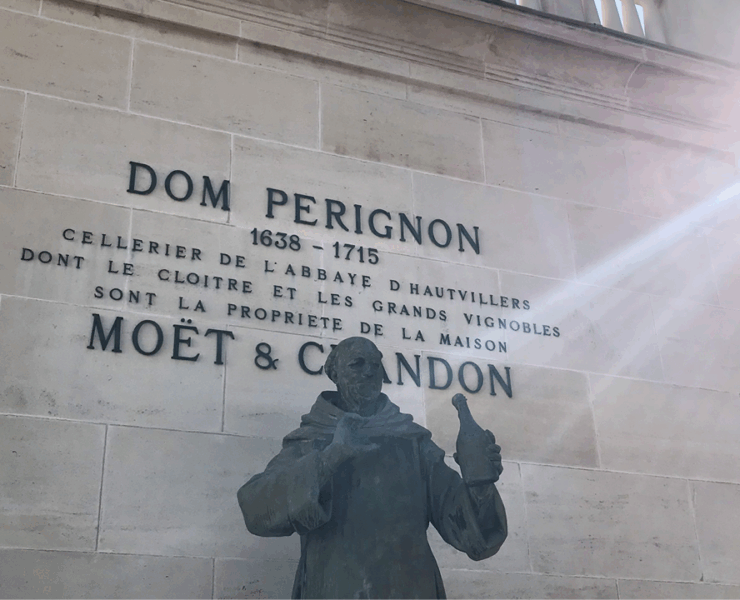 DOM PERIGNON
1638 - 1715
CELLERIER DE L'ABBAYE D HAUTVILLERS
DONT LE CLOITRE ET LES GRANDS VIGNOBLES
SONT LA PROPRIETE DE LA MAISON
MOËT & C ANDON